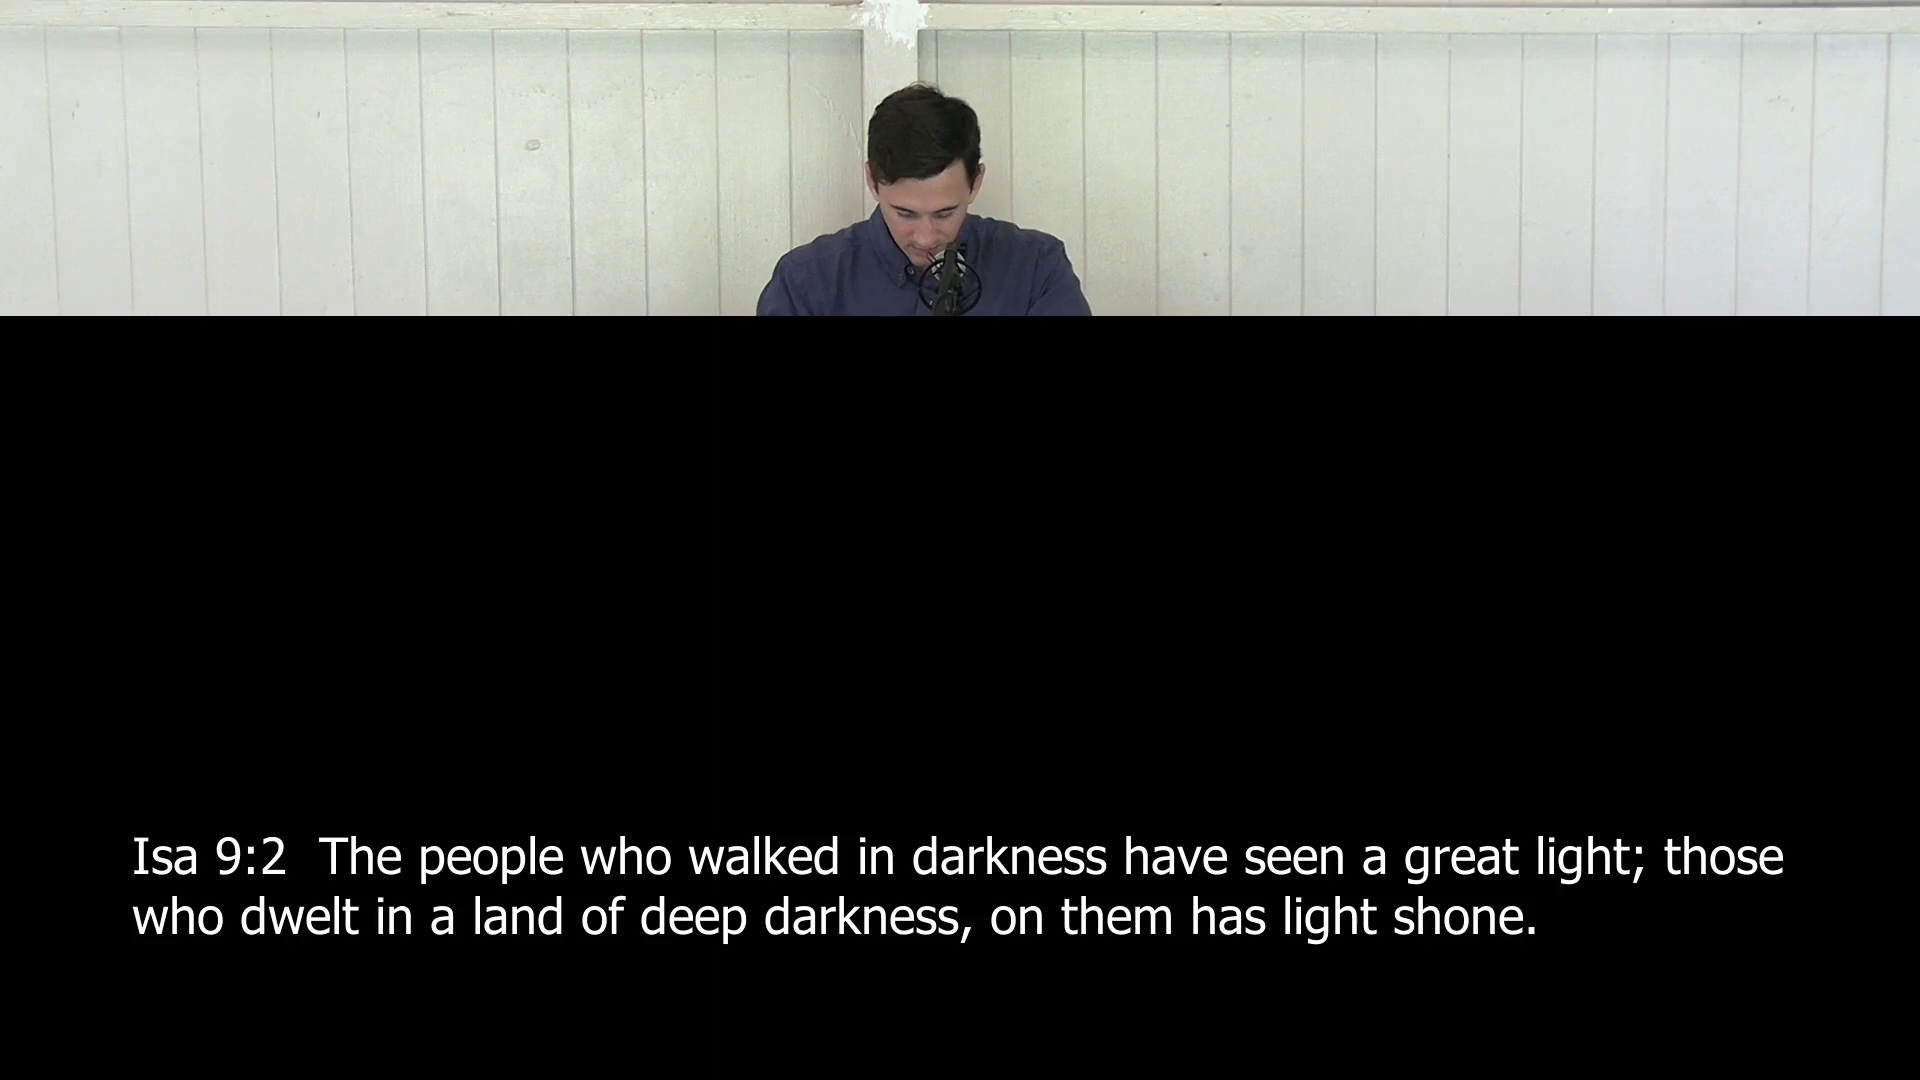 Isa 9:2  The people who walked in darkness have seen a great light; those
who dwelt in a land of deep darkness, on them has light shone.